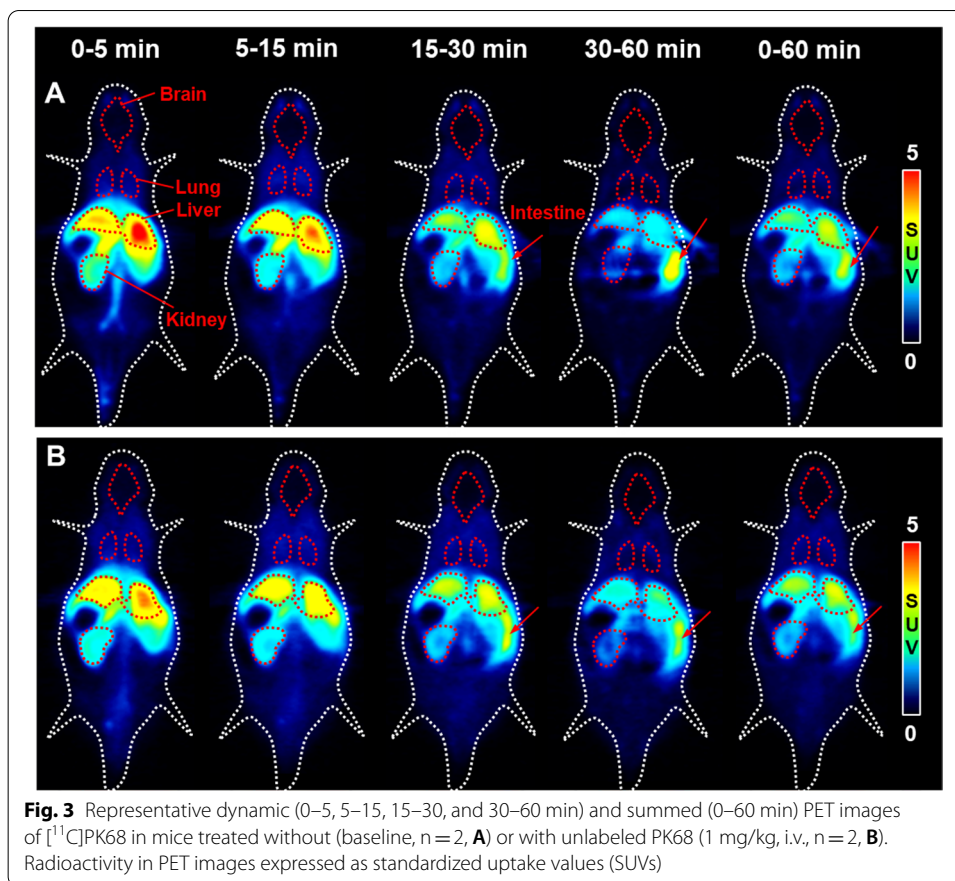 0-5 min 5-15 min 15-30 min 30-60 min 0-60 min
A
Brain
Lung
Liver
Intestine
Kidney
5
SUV
0
B
5
SUV
0
Fig. 3 Representative dynamic (0–5, 5–15, 15–30, and 30–60 min) and summed (0–60 min) PET images
of [¹¹C]PK68 in mice treated without (baseline, n = 2, A) or with unlabeled PK68 (1 mg/kg, i.v., n = 2, B).
Radioactivity in PET images expressed as standardized uptake values (SUVs)